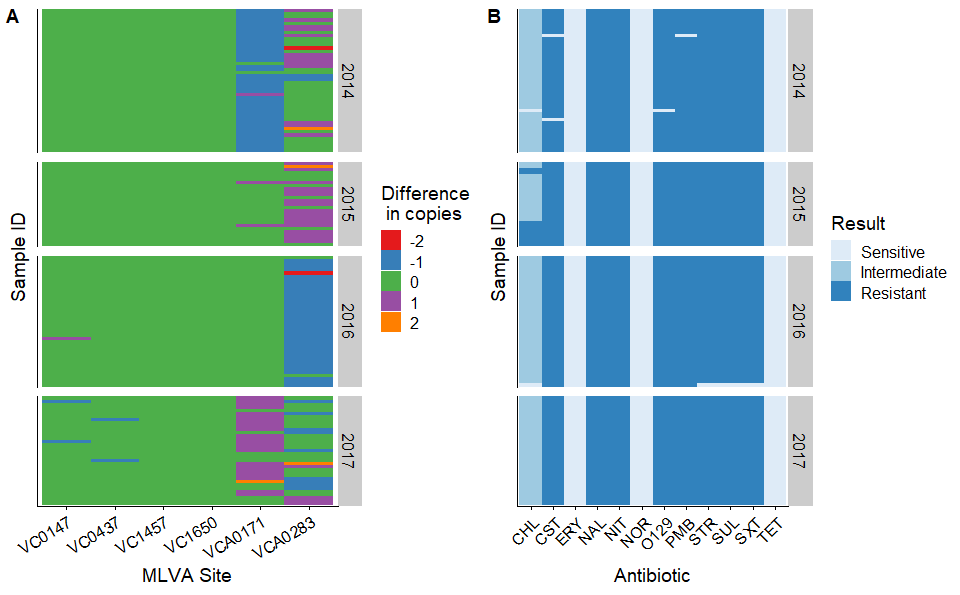 A
Sample ID
2014
2015
2016
2017
VC0147
VC0437
VC1457
VC1650
VCA0171
VCA0283
MLVA Site
Difference
in copies
-2
-1
0
1
2
B
Sample ID
2014
2015
2016
2017
CHL
CST
ERY
NAL
NIT
NOR
O129
PMB
STR
SUL
SXT
TET
Antibiotic
Result
Sensitive
Intermediate
Resistant